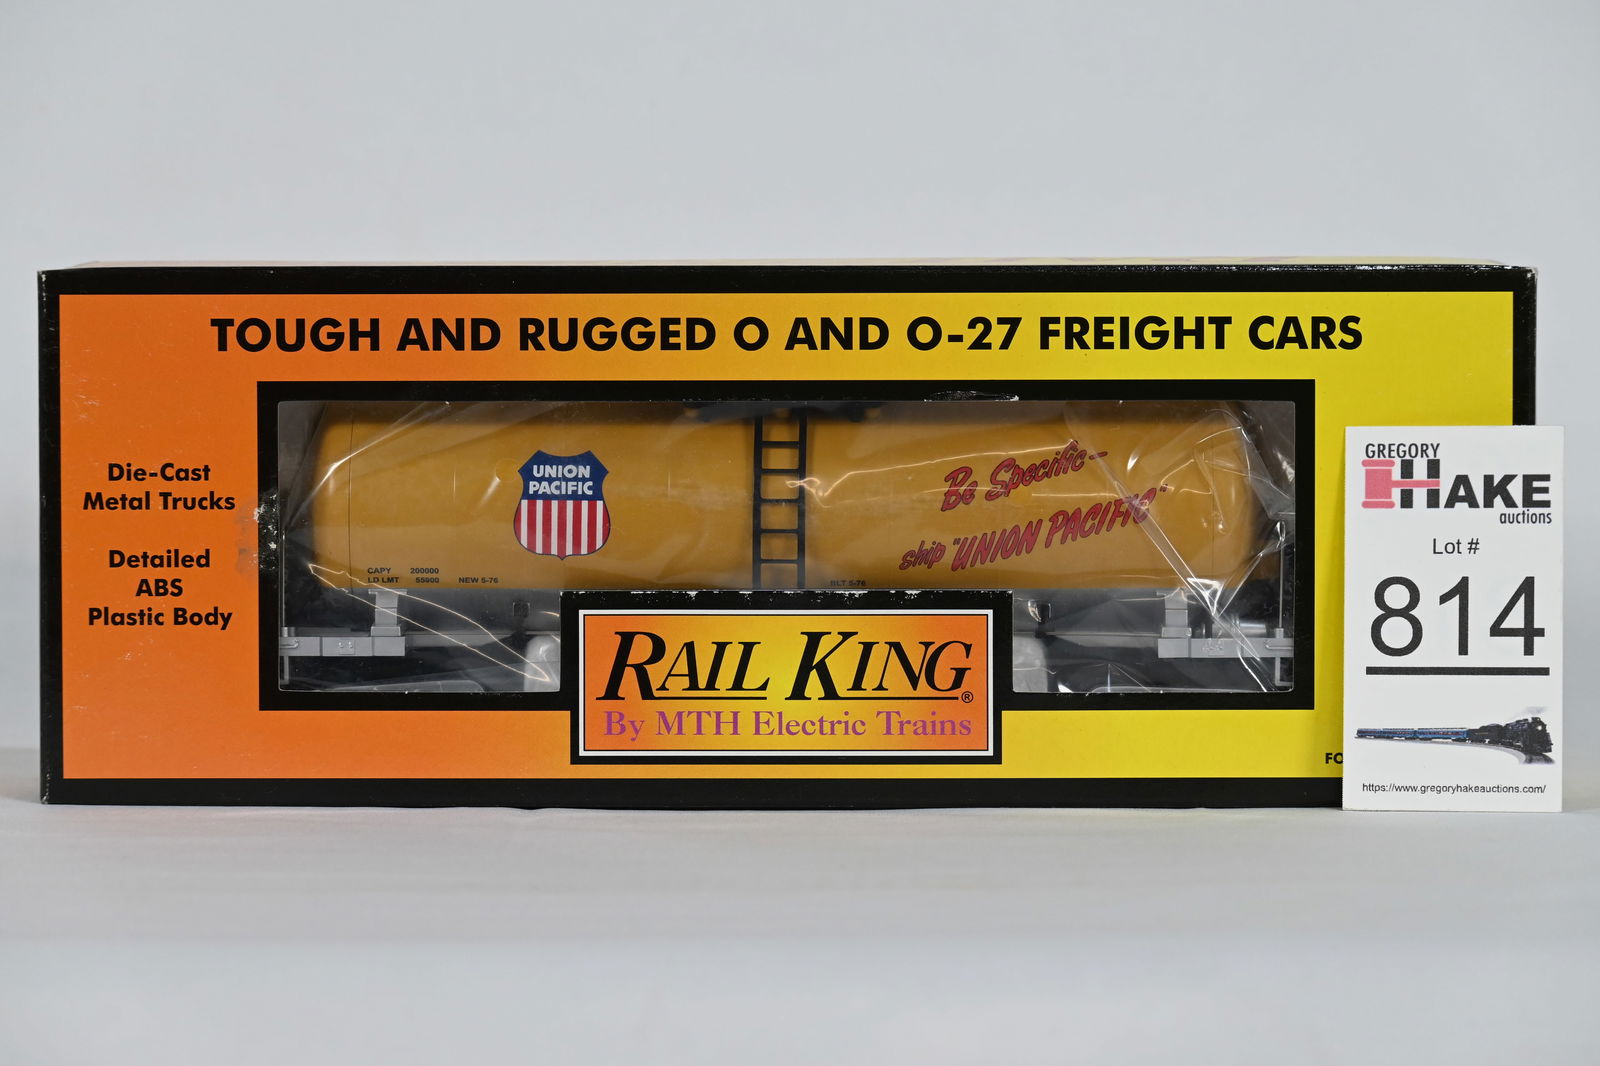 TOUGH AND RUGGED O AND O-27 FREIGHT CARS
Die-Cast
Metal Trucks
Detailed
ABS
Plastic Body
UNION
PACIFIC
CAPY 200000
LD LMT 55900 NEW 5-76
BLT 5-76
Be Specific—
ship "UNION PACIFIC"
RAIL KING®
By MTH Electric Trains
FO
GREGORY
HAKE
auctions
Lot #
814
https://www.gregoryhakeauctions.com/